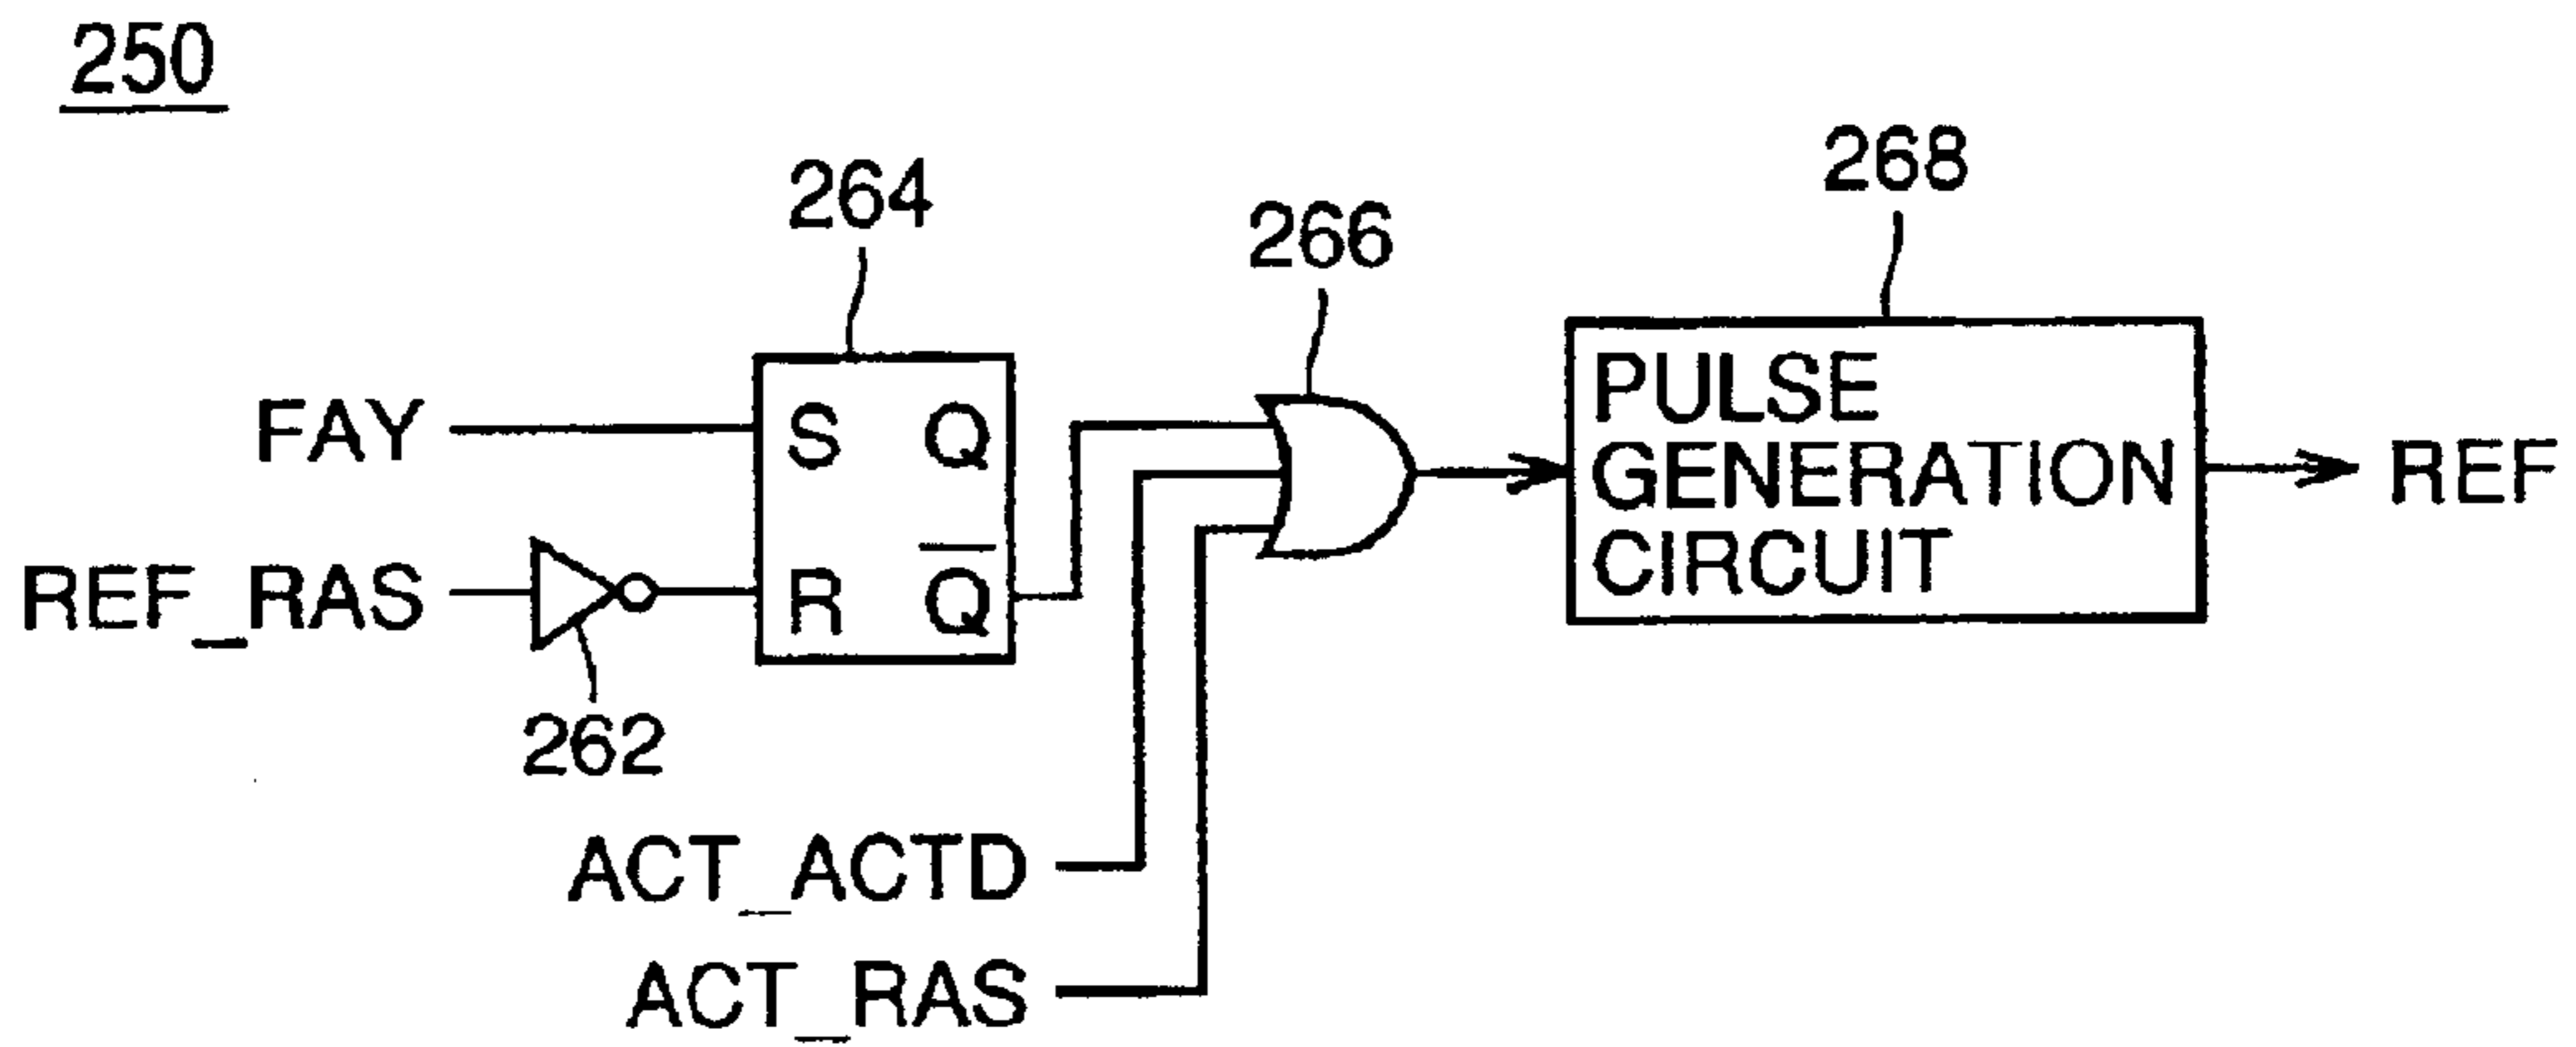 250
264
266
268
FAY
S Q
PULSE
GENERATION
CIRCUIT
REF
REF_RAS
R Q̅
262
ACT_ACTD
ACT_RAS